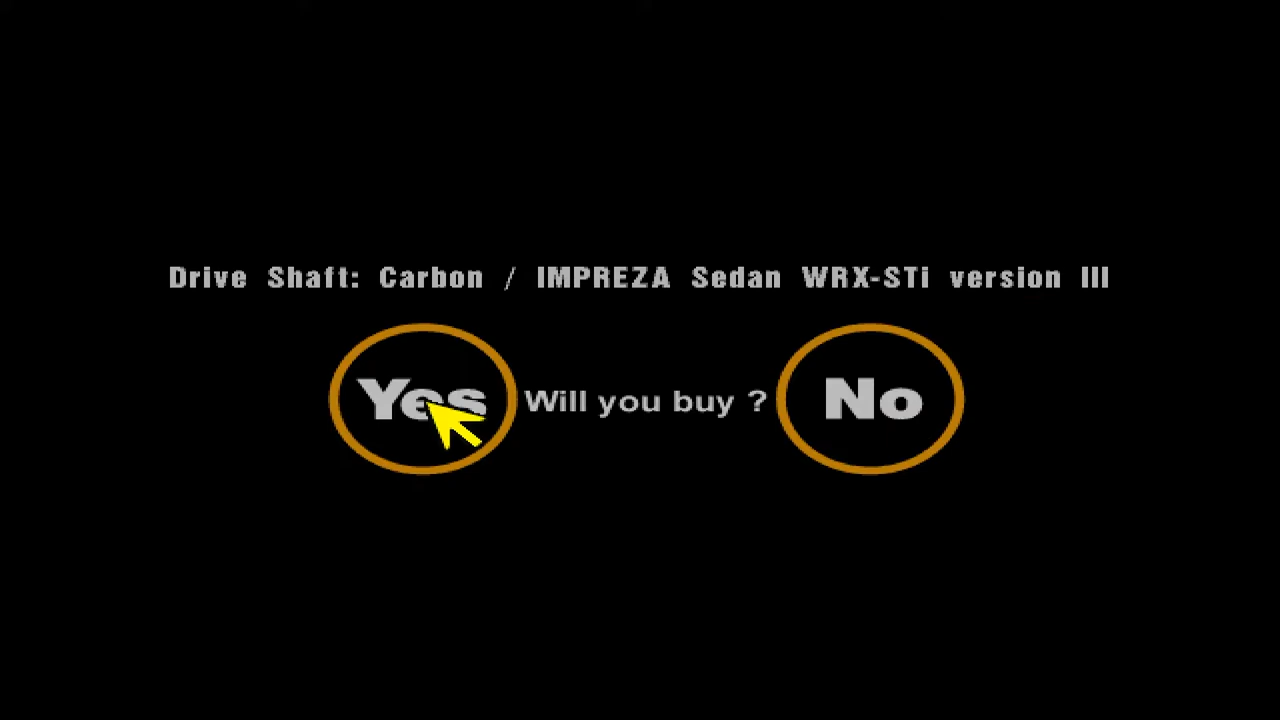 Drive Shaft: Carbon / IMPREZA Sedan WRX-STi version III
Yes Will you buy ? No